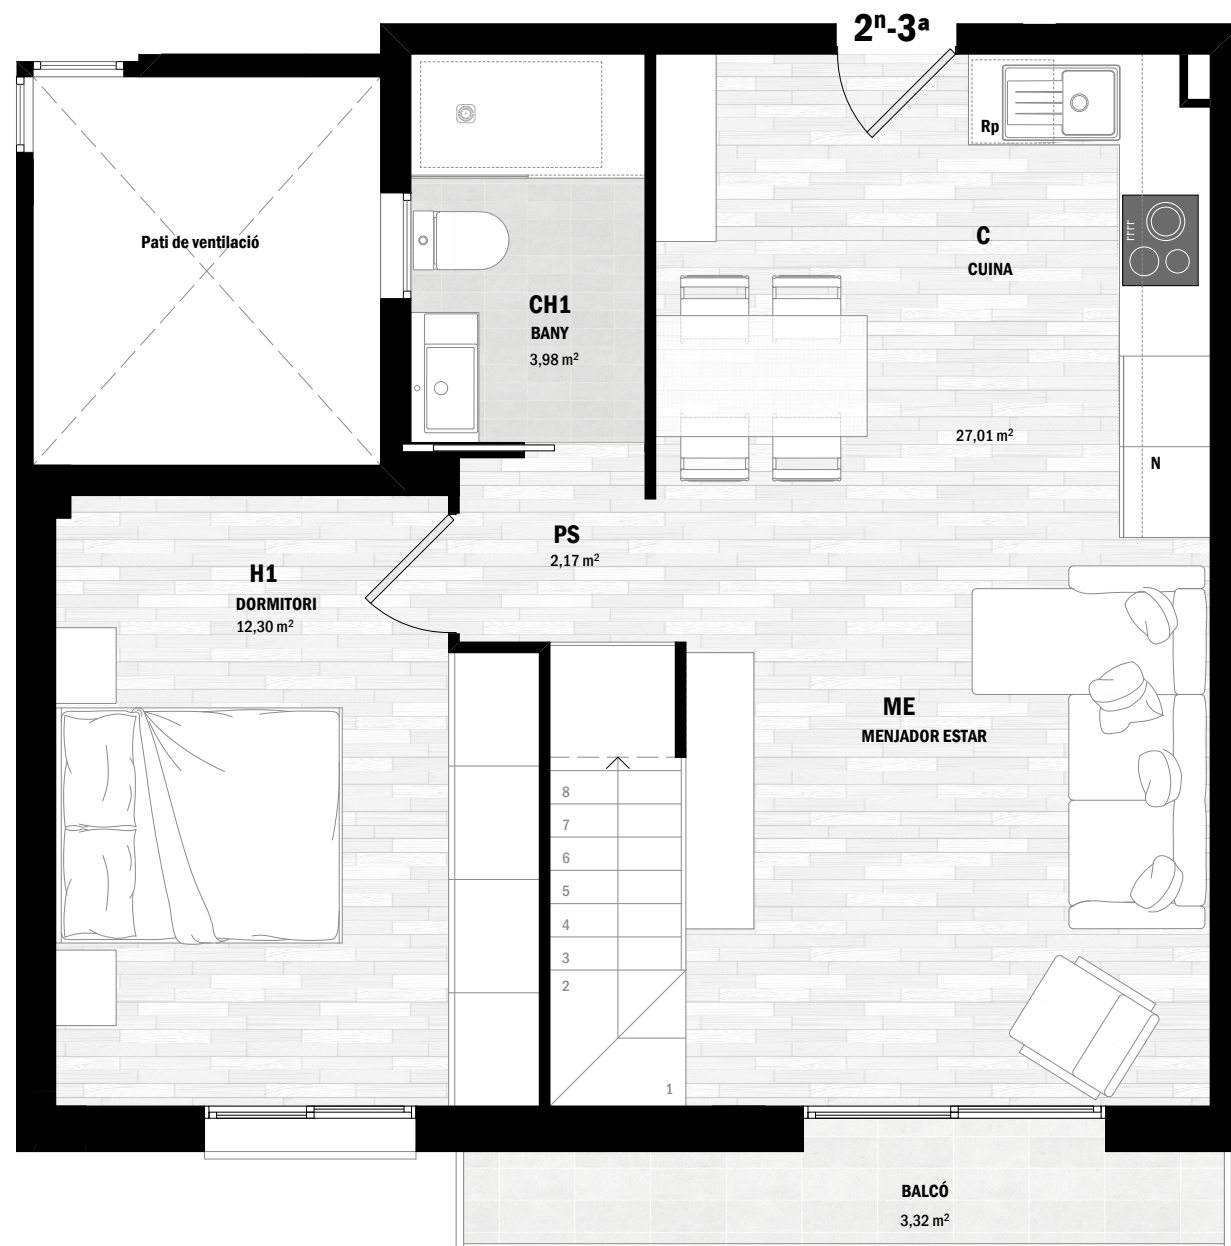 2ⁿ-3ª
Rp
Pati de ventilació
C
CUINA
CH1
BANY
3,98 m²
27,01 m²
N
PS
2,17 m²
H1
DORMITORI
12,30 m²
ME
MENJADOR ESTAR
8
7
6
5
4
3
2
1
BALCÓ
3,32 m²